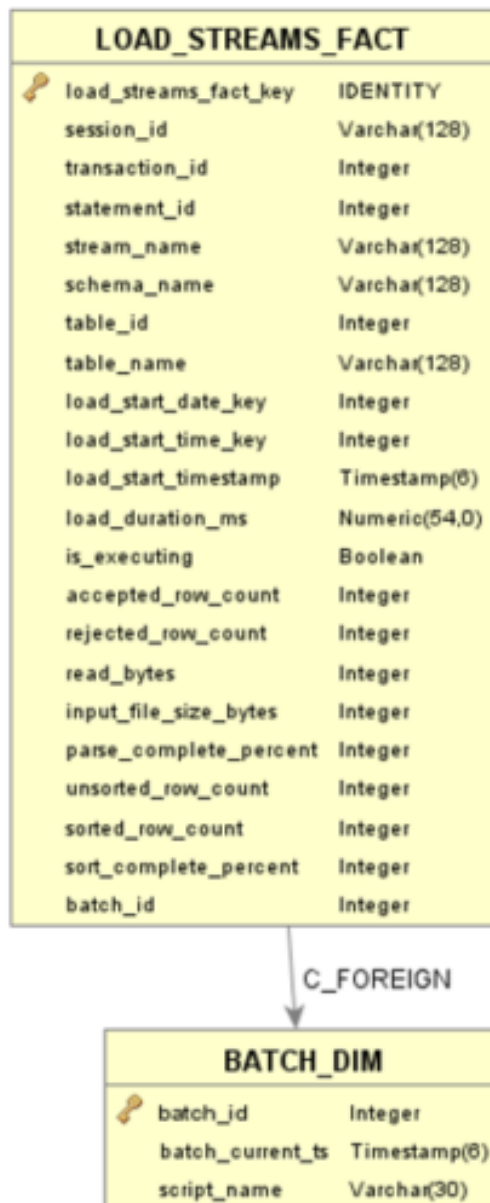 LOAD_STREAMS_FACT
load_streams_fact_key IDENTITY
session_id Varchar(128)
transaction_id Integer
statement_id Integer
stream_name Varchar(128)
schema_name Varchar(128)
table_id Integer
table_name Varchar(128)
load_start_date_key Integer
load_start_time_key Integer
load_start_timestamp Timestamp(6)
load_duration_ms Numeric(54,0)
is_executing Boolean
accepted_row_count Integer
rejected_row_count Integer
read_bytes Integer
input_file_size_bytes Integer
parse_complete_percent Integer
unsorted_row_count Integer
sorted_row_count Integer
sort_complete_percent Integer
batch_id Integer
C_FOREIGN
BATCH_DIM
batch_id Integer
batch_current_ts Timestamp(6)
script_name Varchar(30)